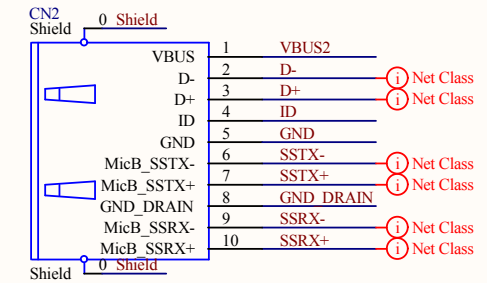 CN2
Shield 0 Shield
VBUS 1 VBUS2
D- 2 D- i Net Class
D+ 3 D+ i Net Class
ID 4 ID
GND 5 GND
MicB_SSTX- 6 SSTX- i Net Class
MicB_SSTX+ 7 SSTX+ i Net Class
GND_DRAIN 8 GND_DRAIN
MicB_SSRX- 9 SSRX- i Net Class
MicB_SSRX+ 10 SSRX+ i Net Class
Shield 0 Shield